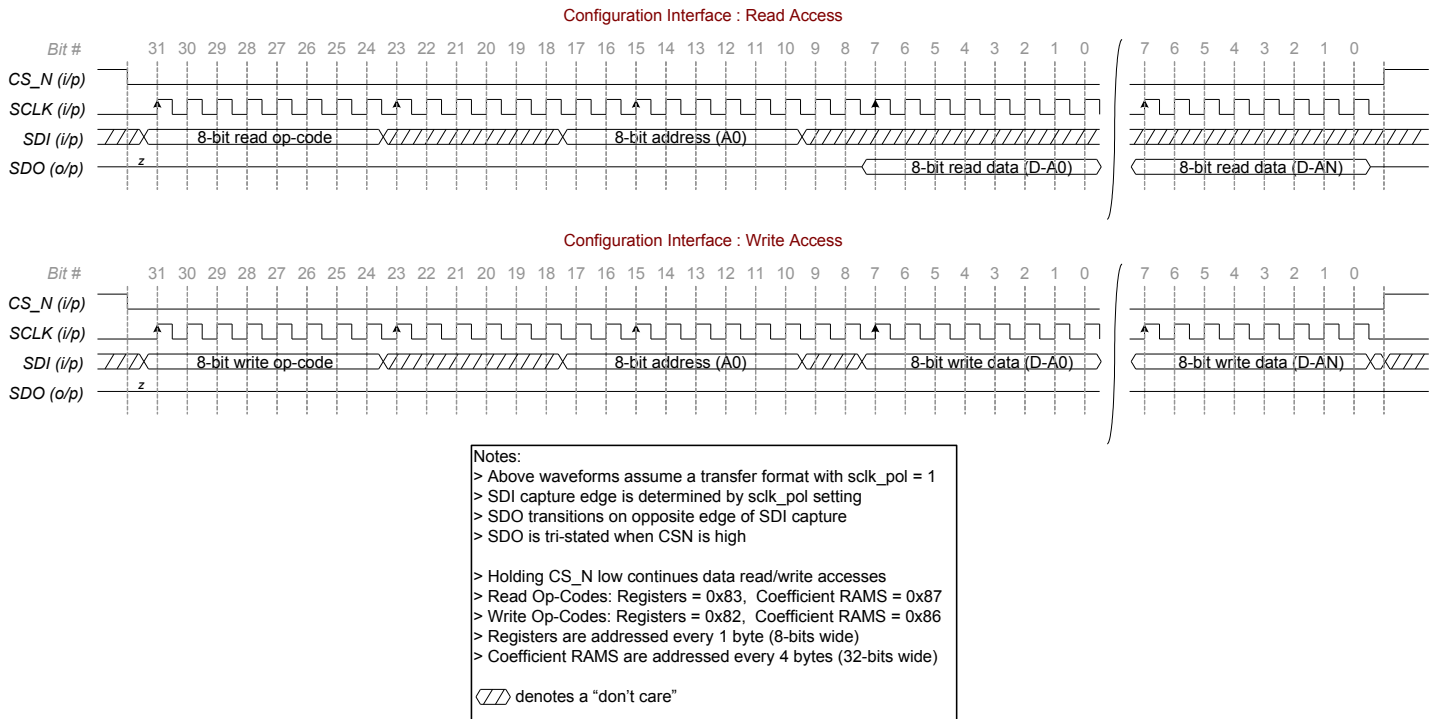 Configuration Interface : Read Access
Bit # 31 30 29 28 27 26 25 24 23 22 21 20 19 18 17 16 15 14 13 12 11 10 9 8 7 6 5 4 3 2 1 0 7 6 5 4 3 2 1 0
CS_N (i/p)
SCLK (i/p)
SDI (i/p) 8-bit read op-code 8-bit address (A0)
SDO (o/p) z 8-bit read data (D-A0) 8-bit read data (D-AN)
Configuration Interface : Write Access
Bit # 31 30 29 28 27 26 25 24 23 22 21 20 19 18 17 16 15 14 13 12 11 10 9 8 7 6 5 4 3 2 1 0 7 6 5 4 3 2 1 0
CS_N (i/p)
SCLK (i/p)
SDI (i/p) 8-bit write op-code 8-bit address (A0) 8-bit write data (D-A0) 8-bit write data (D-AN)
SDO (o/p) z
Notes:
> Above waveforms assume a transfer format with sclk_pol = 1
> SDI capture edge is determined by sclk_pol setting
> SDO transitions on opposite edge of SDI capture
> SDO is tri-stated when CSN is high
> Holding CS_N low continues data read/write accesses
> Read Op-Codes: Registers = 0x83, Coefficient RAMS = 0x87
> Write Op-Codes: Registers = 0x82, Coefficient RAMS = 0x86
> Registers are addressed every 1 byte (8-bits wide)
> Coefficient RAMS are addressed every 4 bytes (32-bits wide)
denotes a “don’t care”